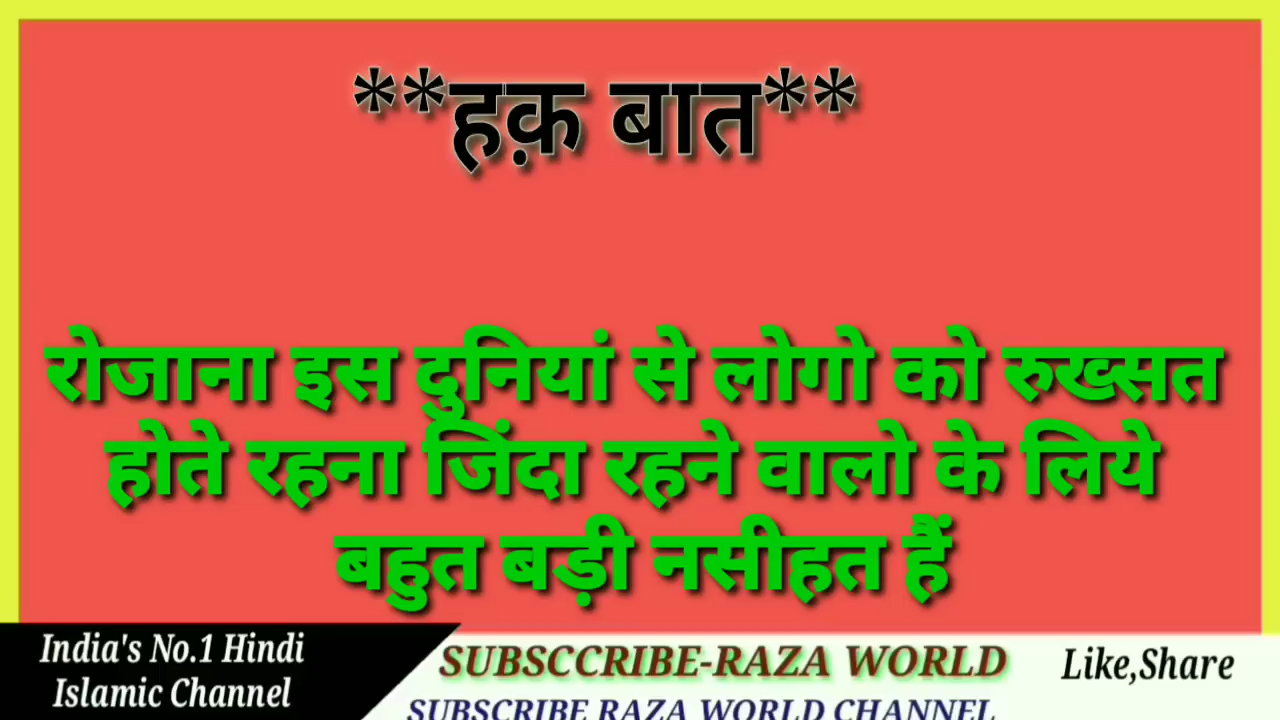 **हक़ बात**
रोजाना इस दुनियां से लोगो को रुख्सत
होते रहना जिंदा रहने वालो के लिये
बहुत बड़ी नसीहत हैं
India's No.1 Hindi
Islamic Channel
SUBSCCRIBE-RAZA WORLD
Like,Share
SUBSCRIBE RAZA WORLD CHANNEL